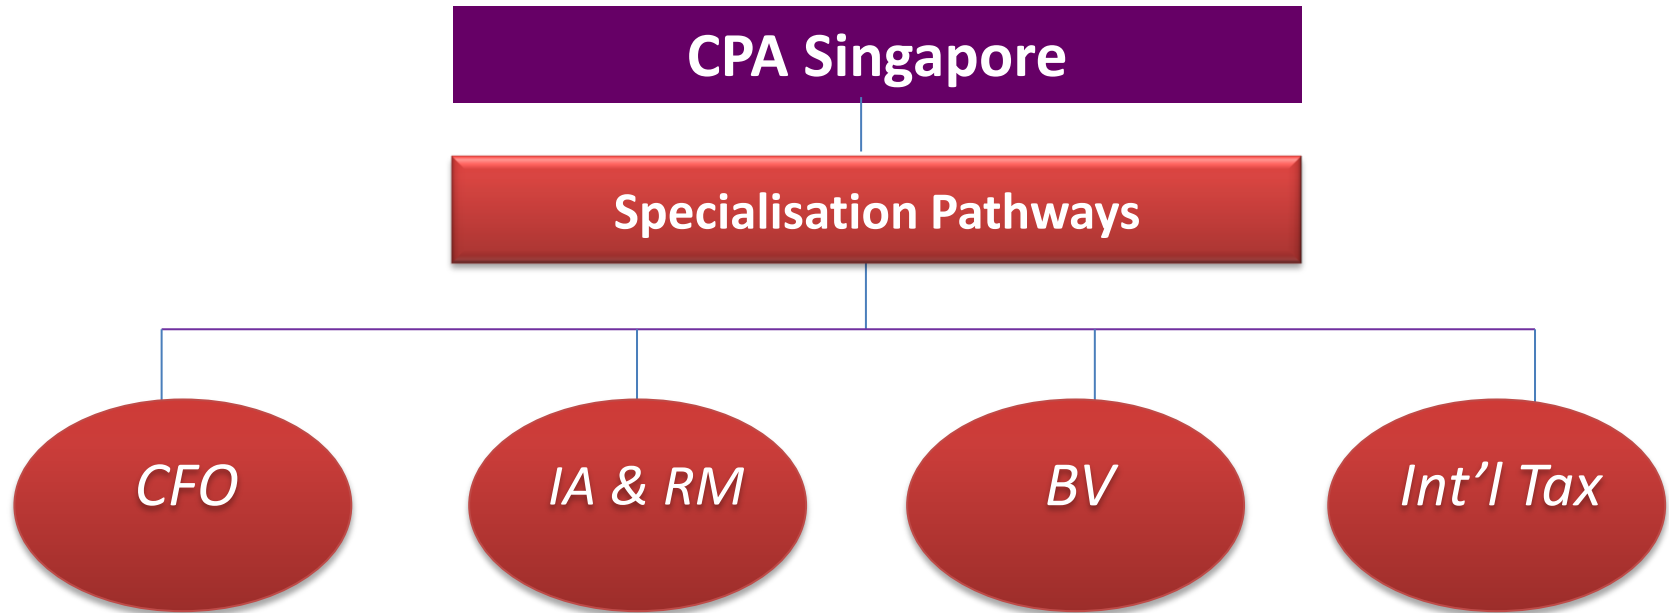 CPA Singapore
Specialisation Pathways
CFO
IA & RM
BV
Int’l Tax